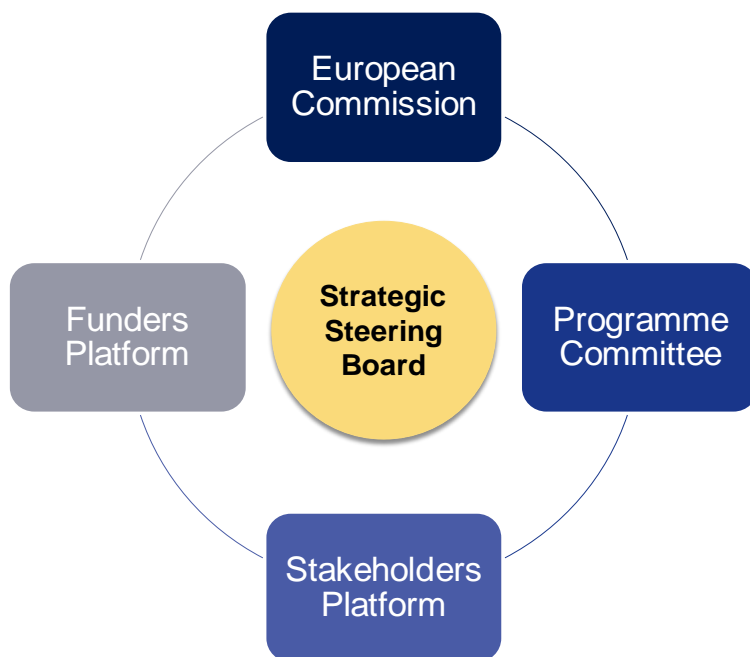 European
Commission
Funders
Platform
Strategic
Steering
Board
Programme
Committee
Stakeholders
Platform